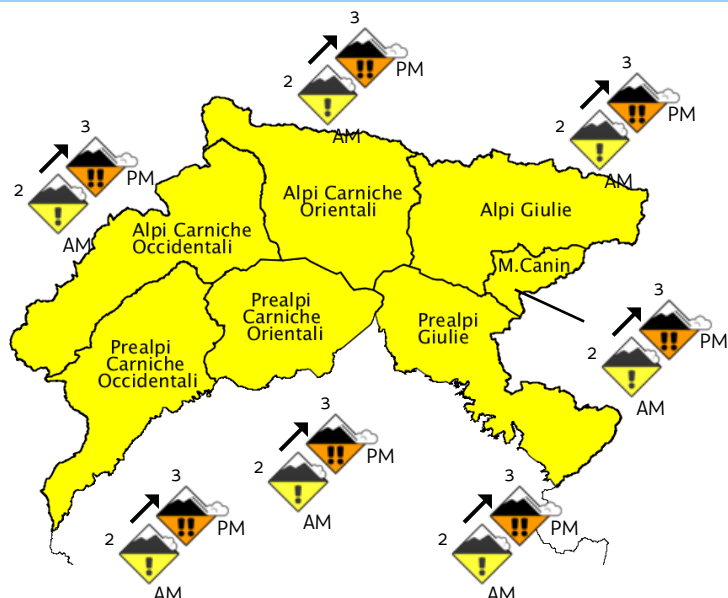 3
2
PM
AM
3
2
PM
AM
3
2
PM
AM
Alpi Carniche
Orientali
Alpi Giulie
Alpi Carniche
Occidentali
M.Canin
Prealpi
Carniche
Orientali
Prealpi
Giulie
3
2
PM
AM
Prealpi
Carniche
Occidentali
3
2
PM
AM
3
2
PM
AM
3
2
PM
AM